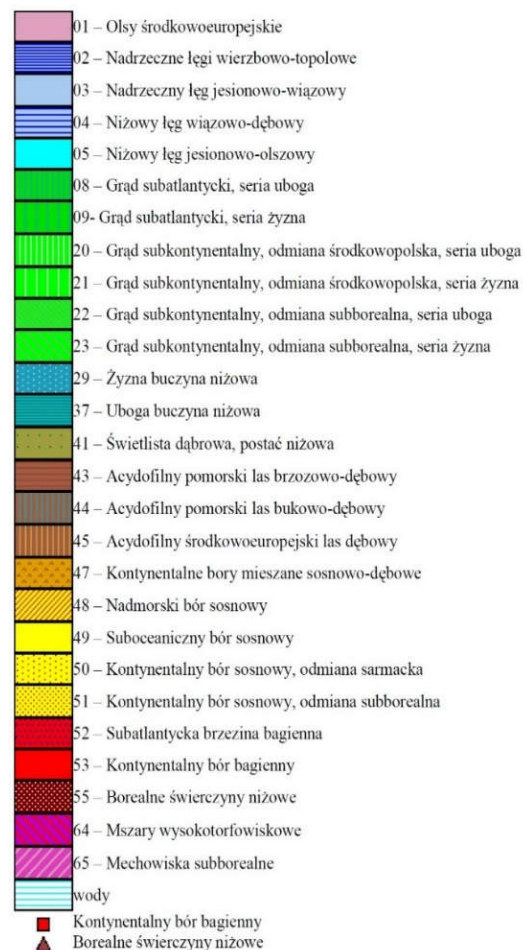 01 – Olsy środkowoeuropejskie
02 – Nadrzeczne łęgi wierzbowo-topolowe
03 – Nadrzeczny łęg jesionowo-wiązowy
04 – Niżowy łęg wiązowo-dębowy
05 – Niżowy łęg jesionowo-olszowy
08 – Grąd subatlantycki, seria uboga
09- Grąd subatlantycki, seria żyzna
20 – Grąd subkontynentalny, odmiana środkowopolska, seria uboga
21 – Grąd subkontynentalny, odmiana środkowopolska, seria żyzna
22 – Grąd subkontynentalny, odmiana subborealna, seria uboga
23 – Grąd subkontynentalny, odmiana subborealna, seria żyzna
29 – Żyzna buczyna niżowa
37 – Uboga buczyna niżowa
41 – Świetlista dąbrowa, postać niżowa
43 – Acydofilny pomorski las brzozowo-dębowy
44 – Acydofilny pomorski las bukowo-dębowy
45 – Acydofilny środkowoeuropejski las dębowy
47 – Kontynentalne bory mieszane sosnowo-dębowe
48 – Nadmorski bór sosnowy
49 – Suboceaniczny bór sosnowy
50 – Kontynentalny bór sosnowy, odmiana sarmacka
51 – Kontynentalny bór sosnowy, odmiana subborealna
52 – Subatlantycka brzezina bagienna
53 – Kontynentalny bór bagienny
55 – Borealne świerczyny niżowe
64 – Mszary wysokotorfowiskowe
65 – Mechowiska subborealne
wody
Kontynentalny bór bagienny
Borealne świerczyny niżowe